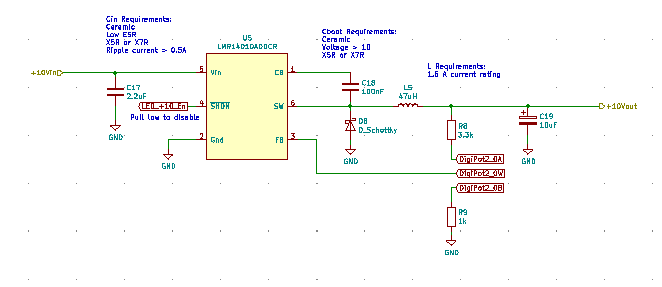 Cin Requirements:
Ceramic
Low ESR
X5R or X7R
Ripple current > 0.5A
U5
LMR14010ADDCR
Cboot Requirements:
Ceramic
Voltage > 10
X5R or X7R
L Requirements:
1.6 A current rating
+10Vin
5
Vin
CB
1
C18
100nF
C17
2.2uF
LED_+10_En
4
SHDN
SW
6
L5
47uH
+10Vout
Pull low to disable
D8
D_Schottky
R8
3.3k
C19
10uF
GND
2
Gnd
FB
3
GND
GND
GND
DigiPot2_0A
DigiPot2_0W
DigiPot2_0B
R9
1k
GND